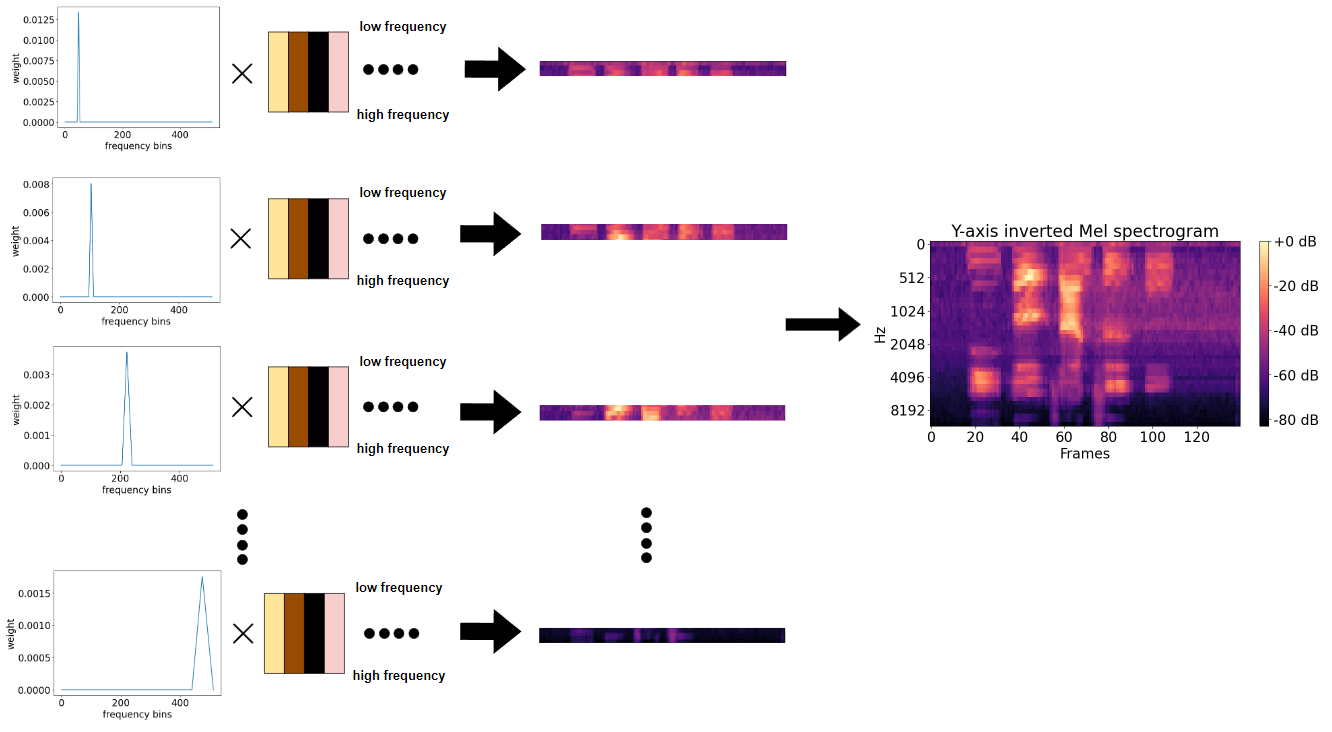 0.0125
0.0100
0.0075
0.0050
0.0025
0.0000
weight
0 200 400
frequency bins
low frequency
high frequency
0.008
0.006
0.004
0.002
0.000
weight
0 200 400
frequency bins
low frequency
high frequency
0.003
0.002
0.001
0.000
weight
0 200 400
frequency bins
low frequency
high frequency
0.0015
0.0010
0.0005
0.0000
weight
0 200 400
frequency bins
low frequency
high frequency
Y-axis inverted Mel spectrogram
0
512
1024
2048
4096
8192
Hz
0 20 40 60 80 100 120
Frames
+0 dB
-20 dB
-40 dB
-60 dB
-80 dB